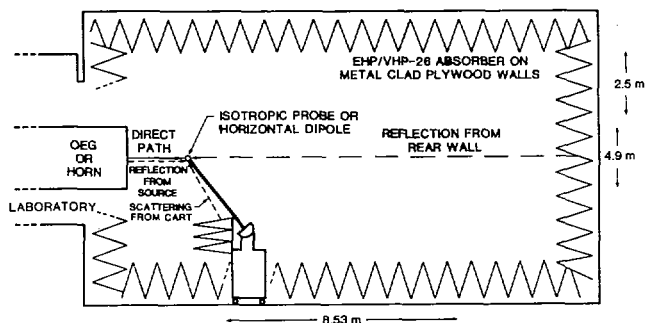 EHP/VHP-26 ABSORBER ON
METAL CLAD PLYWOOD WALLS
2.5 m
ISOTROPIC PROBE OR
HORIZONTAL DIPOLE
OEG
OR
HORN
DIRECT
PATH
REFLECTION FROM
REAR WALL
4.9 m
REFLECTION
FROM
SOURCE
SCATTERING
FROM CART
LABORATORY
8.53 m